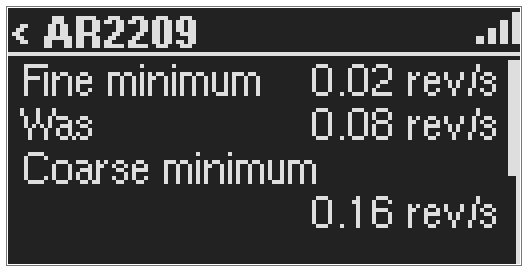 < AR2209
Fine minimum 0.02 rev/s
Was 0.08 rev/s
Coarse minimum
0.16 rev/s